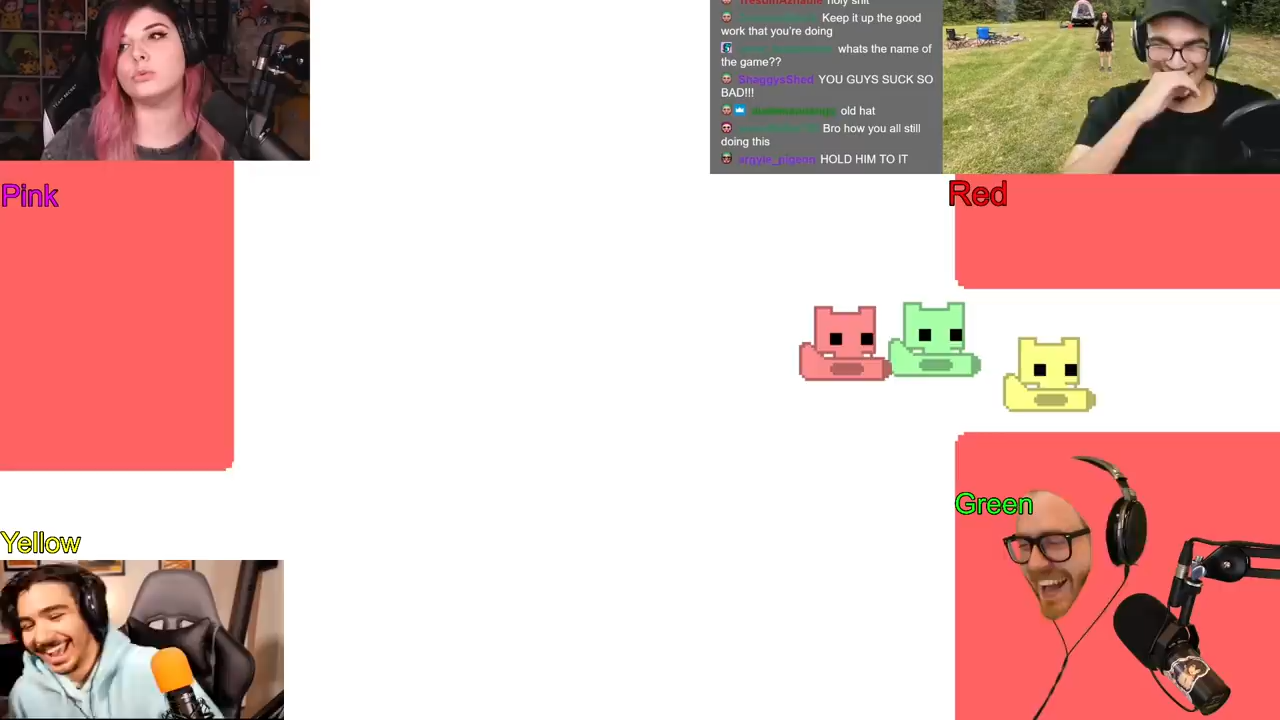 holy shit
Keep it up the good
work that you're doing
whats the name of
the game??
ShaggysShed YOU GUYS SUCK SO
BAD!!!
old hat
Bro how you all still
doing this
argyle_pigeon HOLD HIM TO IT
Pink
Red
Green
Yellow